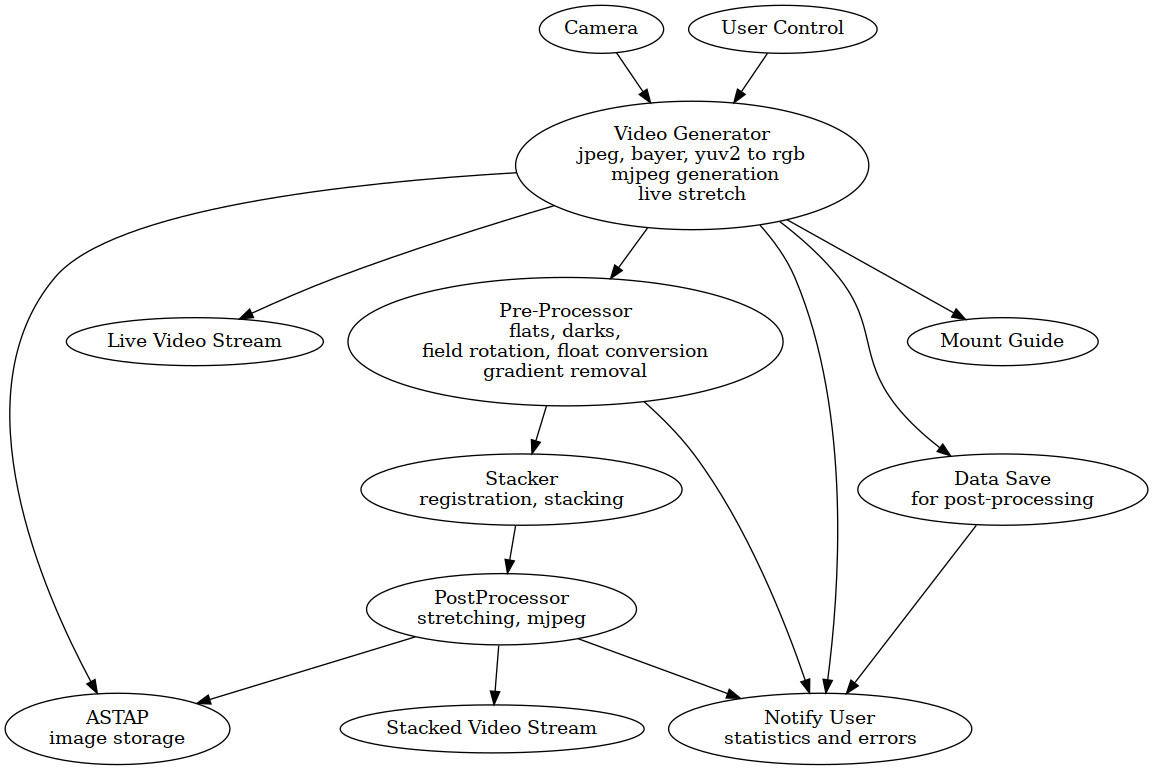 Camera
User Control
Video Generator
jpeg, bayer, yuv2 to rgb
mjpeg generation
live stretch
Live Video Stream
Pre-Processor
flats, darks,
field rotation, float conversion
gradient removal
Mount Guide
Stacker
registration, stacking
Data Save
for post-processing
PostProcessor
stretching, mjpeg
ASTAP
image storage
Stacked Video Stream
Notify User
statistics and errors